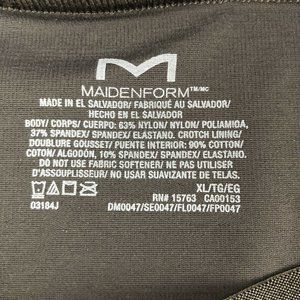 MAIDENFORM™/MC
MADE IN EL SALVADOR/ FABRIQUÉ AU SALVADOR/
HECHO EN EL SALVADOR
BODY/ CORPS/ CUERPO: 63% NYLON/ NYLON/ POLIAMIDA,
37% SPANDEX/ SPANDEX/ ELASTANO. CROTCH LINING/
DOUBLURE GOUSSET/ PUENTE INTERIOR: 90% COTTON/
COTON/ ALGODÓN, 10% SPANDEX/ SPANDEX/ ELASTANO
DO NOT USE FABRIC SOFTENER/ NE PAS UTILISER
D'ASSOUPLISSEUR/ NO USAR SUAVIZANTE DE TELAS.
XL/TG/EG
RN# 15763 CA00153
03184J DM0047/SE0047/FL0047/FP0047